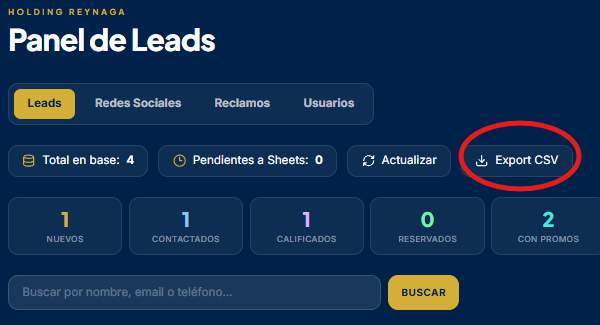 HOLDING REYNAGA
Panel de Leads
Leads Redes Sociales Reclamos Usuarios
Total en base: 4 Pendientes a Sheets: 0 Actualizar Export CSV
1 1 1 0 2
NUEVOS CONTACTADOS CALIFICADOS RESERVADOS CON PROMOS
Buscar por nombre, email o teléfono... BUSCAR